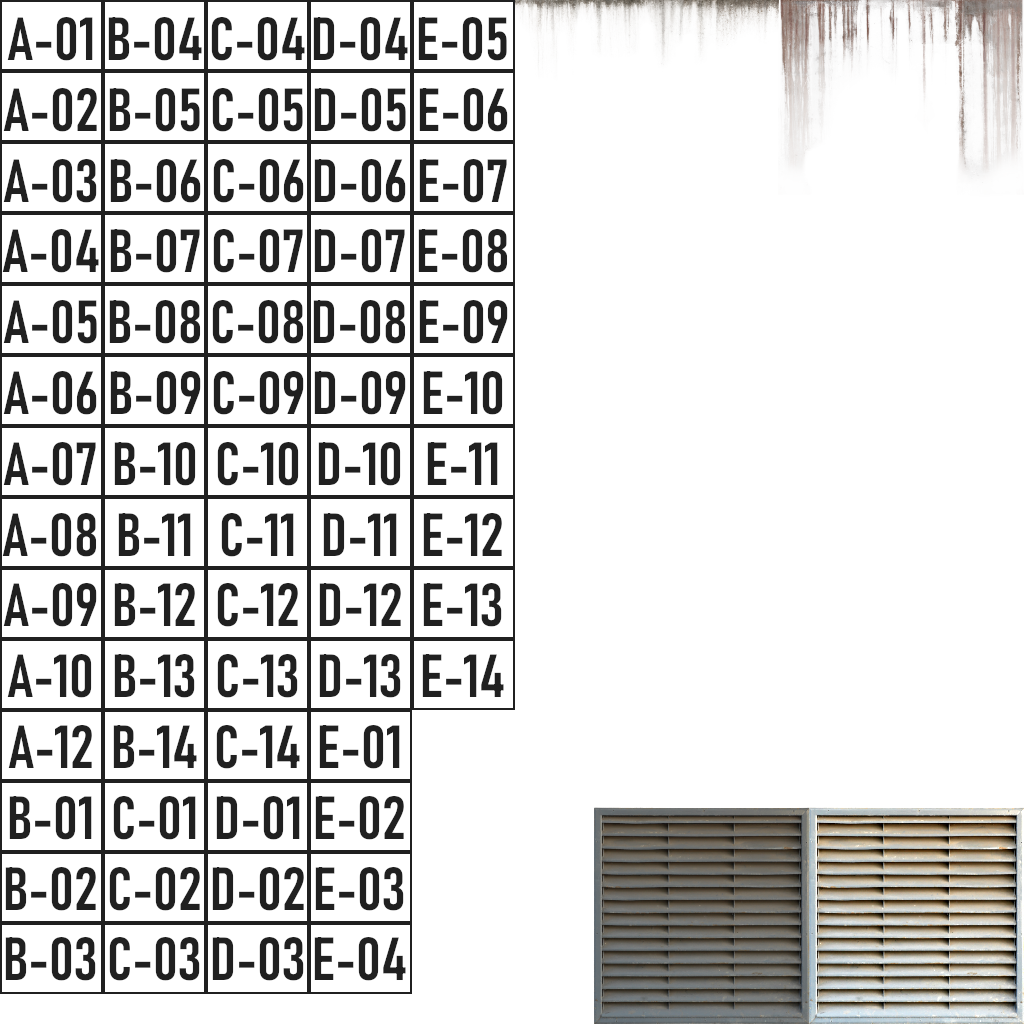 A-01 B-04 C-04 D-04 E-05
A-02 B-05 C-05 D-05 E-06
A-03 B-06 C-06 D-06 E-07
A-04 B-07 C-07 D-07 E-08
A-05 B-08 C-08 D-08 E-09
A-06 B-09 C-09 D-09 E-10
A-07 B-10 C-10 D-10 E-11
A-08 B-11 C-11 D-11 E-12
A-09 B-12 C-12 D-12 E-13
A-10 B-13 C-13 D-13 E-14
A-12 B-14 C-14 E-01
B-01 C-01 D-01 E-02
B-02 C-02 D-02 E-03
B-03 C-03 D-03 E-04